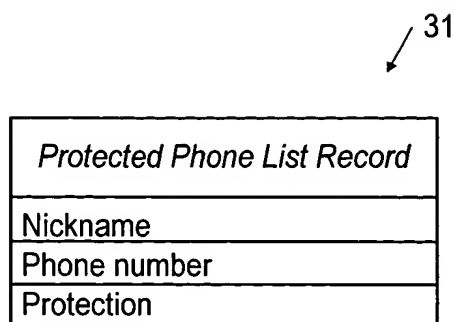 31
Protected Phone List Record
Nickname
Phone number
Protection